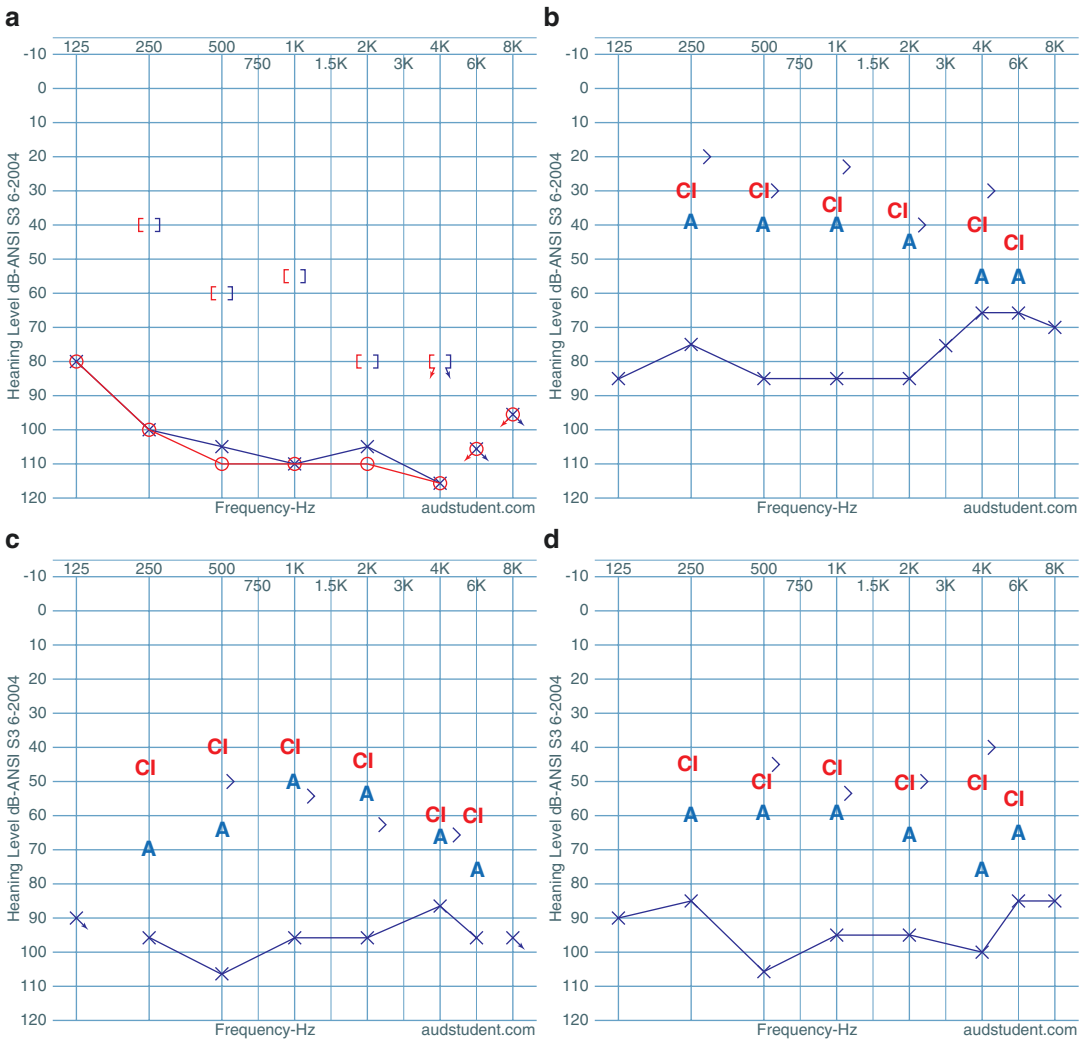 a
125 250 500 1K 2K 4K 8K
750 1.5K 3K 6K
-10
0
10
20
30
40
50
60
70
80
90
100
110
120
Heaning Level dB-ANSI S3 6-2004
Frequency-Hz audstudent.com
b
125 250 500 1K 2K 4K 8K
750 1.5K 3K 6K
-10
0
10
20
30
40
50
60
70
80
90
100
110
120
Heaning Level dB-ANSI S3 6-2004
CI CI CI CI CI CI
A A A A A A
Frequency-Hz audstudent.com
c
125 250 500 1K 2K 4K 8K
750 1.5K 3K 6K
-10
0
10
20
30
40
50
60
70
80
90
100
110
120
Heaning Level dB-ANSI S3 6-2004
CI CI CI CI CI CI
A A A A A A
Frequency-Hz audstudent.com
d
125 250 500 1K 2K 4K 8K
750 1.5K 3K 6K
-10
0
10
20
30
40
50
60
70
80
90
100
110
120
Heaning Level dB-ANSI S3 6-2004
CI CI CI CI CI CI
A A A A A A
Frequency-Hz audstudent.com